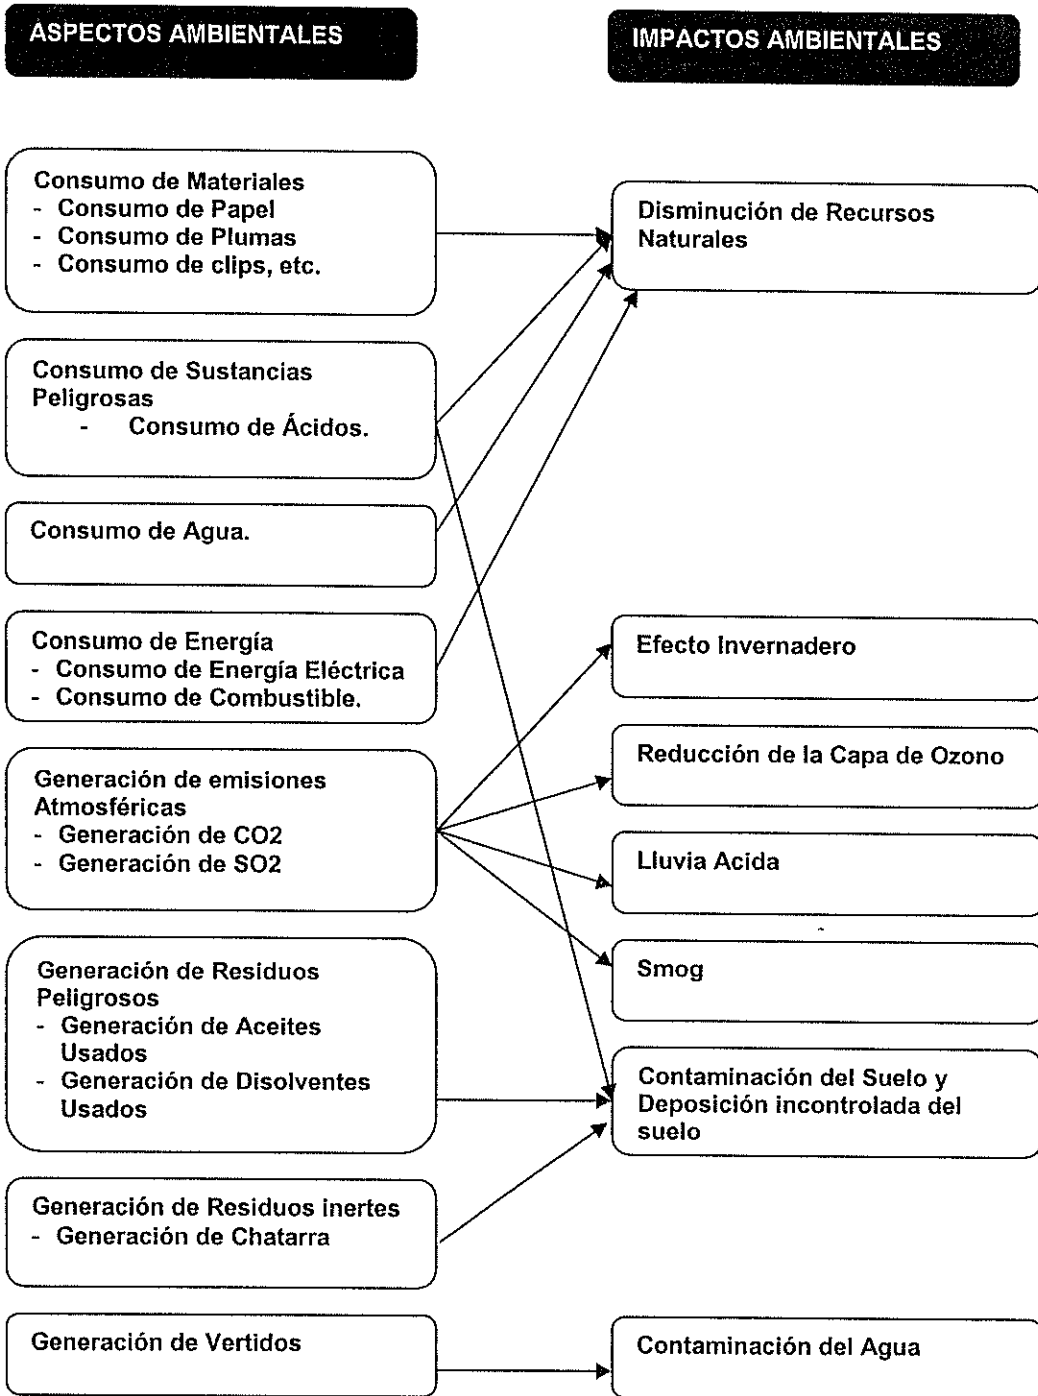 ASPECTOS AMBIENTALES
IMPACTOS AMBIENTALES
Consumo de Materiales
- Consumo de Papel
- Consumo de Plumas
- Consumo de clips, etc.
Disminución de Recursos
Naturales
Consumo de Sustancias
Peligrosas
- Consumo de Ácidos.
Consumo de Agua.
Consumo de Energía
- Consumo de Energía Eléctrica
- Consumo de Combustible.
Efecto Invernadero
Reducción de la Capa de Ozono
Generación de emisiones
Atmosféricas
- Generación de CO2
- Generación de SO2
Lluvia Acida
Smog
Generación de Residuos
Peligrosos
- Generación de Aceites
Usados
- Generación de Disolventes
Usados
Contaminación del Suelo y
Deposición incontrolada del
suelo
Generación de Residuos inertes
- Generación de Chatarra
Generación de Vertidos
Contaminación del Agua